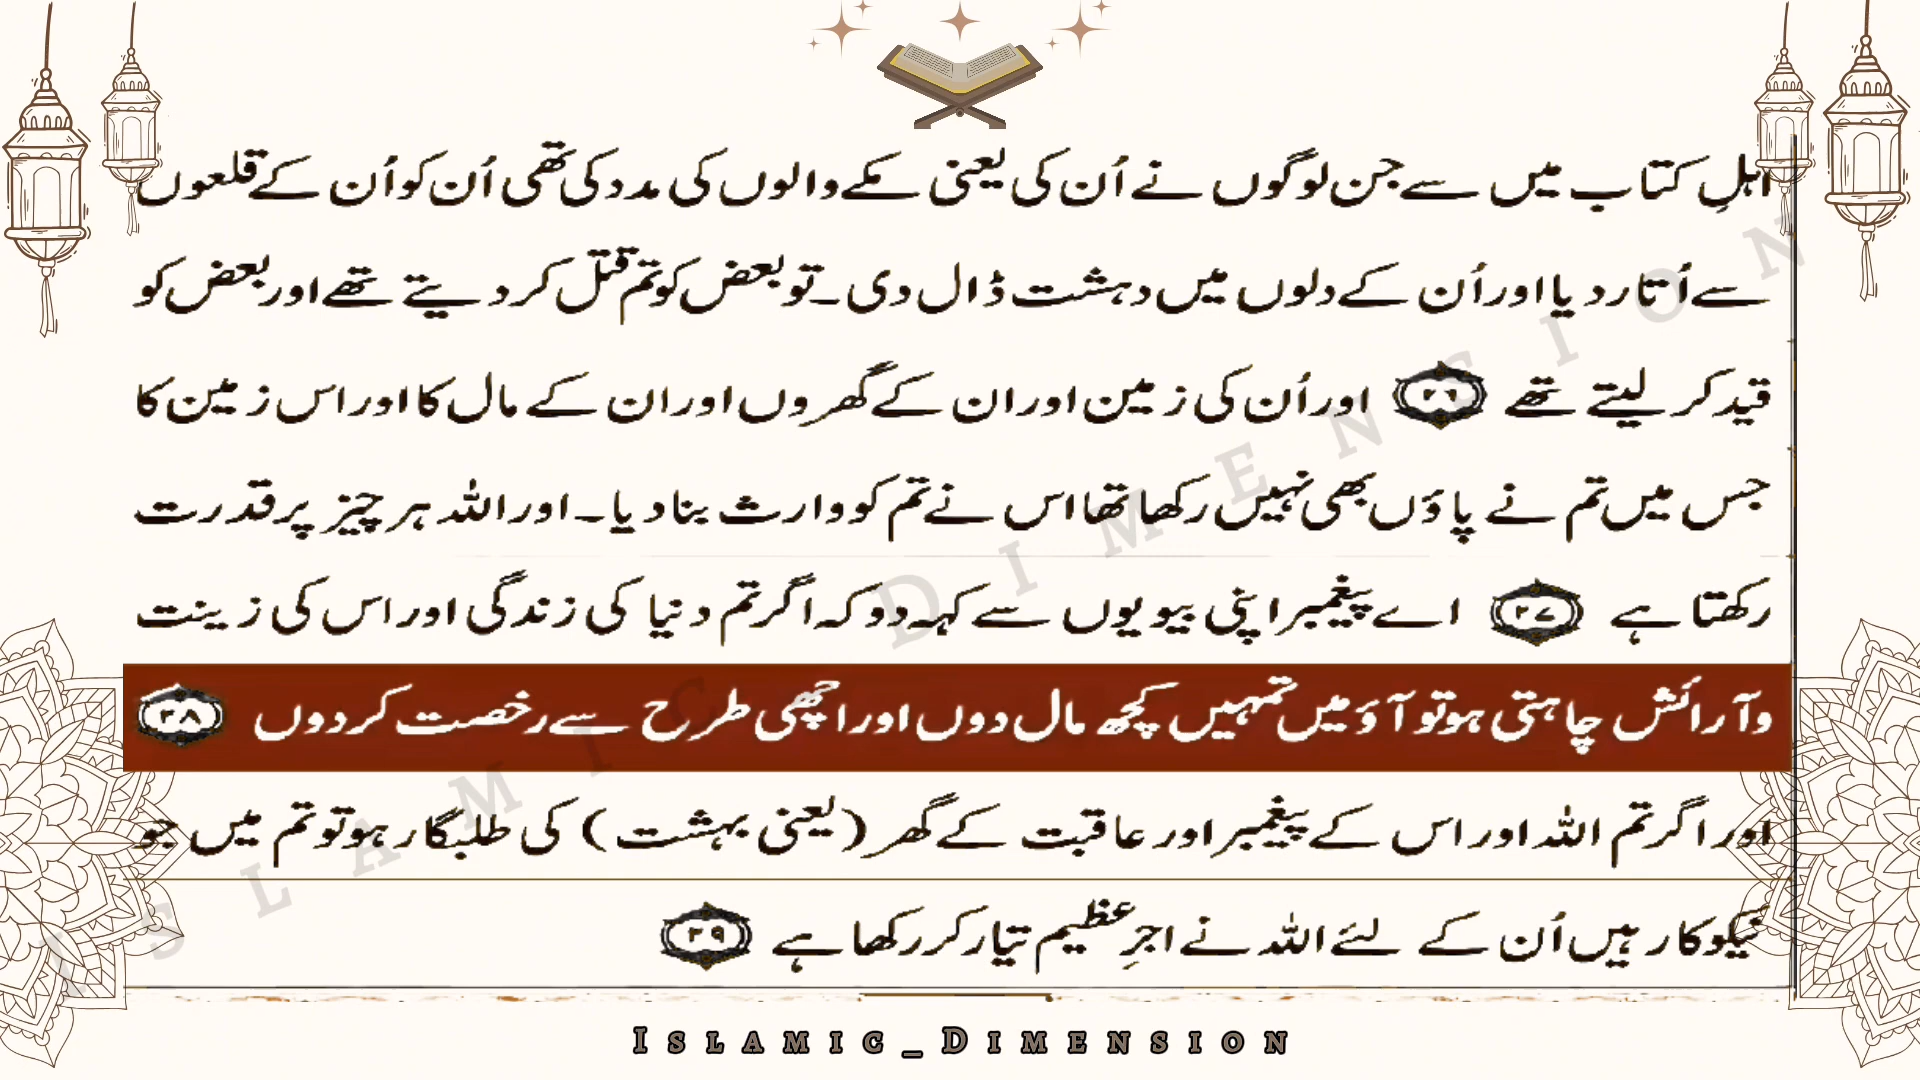 اہلِ کتاب میں سے جن لوگوں نے اُن کی یعنی مکے والوں کی مدد کی تھی اُن کو اُن کے قلعوں
سے اُتار دیا اور اُن کے دلوں میں دہشت ڈال دی۔ تو بعض کو تم قتل کر دیتے تھے اور بعض کو
قید کر لیتے تھے ۲۶ اور اُن کی زمین اور ان کے گھروں اور ان کے مال کا اور اس زمین کا
جس میں تم نے پاؤں بھی نہیں رکھا تھا اس نے تم کو وارث بنا دیا۔ اور اللہ ہر چیز پر قدرت
رکھتا ہے ۲۷ اے پیغمبر اپنی بیویوں سے کہہ دو کہ اگر تم دنیا کی زندگی اور اس کی زینت
وآرائش چاہتی ہو تو آؤ میں تمہیں کچھ مال دوں اور اچھی طرح سے رخصت کر دوں ۲۸
اور اگر تم اللہ اور اس کے پیغمبر اور عاقبت کے گھر (یعنی بہشت) کی طلبگار ہو تو تم میں جو
نیکوکار ہیں اُن کے لئے اللہ نے اجرِ عظیم تیار کر رکھا ہے ۲۹
ISLAMIC DIMENSION
ISLAMIC_DIMENSION